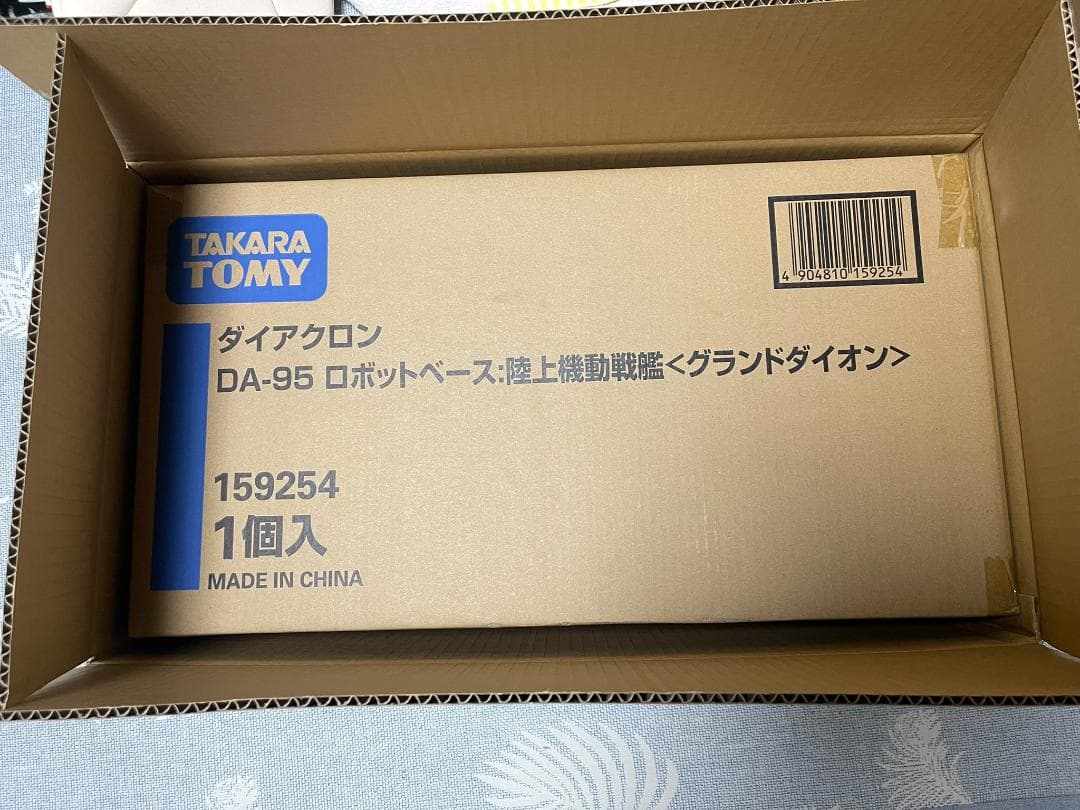 TAKARA
TOMY
4 904810 159254
ダイアクロン
DA-95 ロボットベース:陸上機動戦艦<グランドダイオン>
159254
1個入
MADE IN CHINA